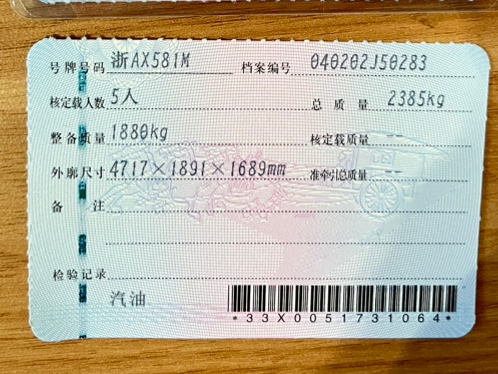 号牌号码 浙AX581M 档案编号 040202J50283
核定载人数 5人 总质量 2385kg
整备质量 1880kg 核定载质量
外廓尺寸 4717×1891×1689mm 准牵引总质量
备注
检验记录
汽油
*33X0051731064*